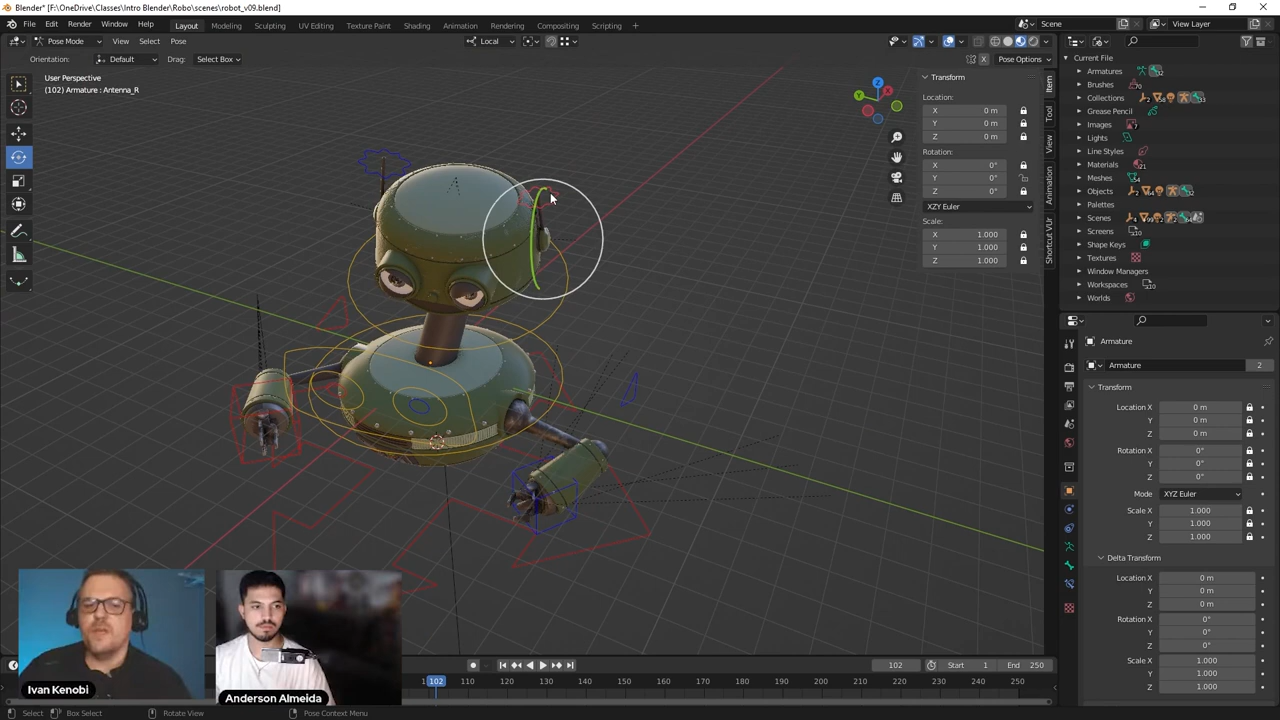 Blender* [F:\OneDrive\Classes\Intro Blender\Robo\scenes\robot_v09.blend]
File Edit Render Window Help Layout Modeling Sculpting UV Editing Texture Paint Shading Animation Rendering Compositing Scripting + Scene View Layer
Pose Mode View Select Pose Local X Pose Options
Orientation: Default Drag: Select Box
User Perspective
(102) Armature : Antenna_R
Transform
Location:
X 0 m
Y 0 m
Z 0 m
Rotation:
X 0°
Y 0°
Z 0°
XZY Euler
Scale:
X 1.000
Y 1.000
Z 1.000
Item
Tool
View
Animation
Shortcut VUr
Z
Y
X
Current File
Armatures
Brushes
Collections
Grease Pencil
Images
Lights
Line Styles
Materials
Meshes
Objects
Palettes
Scenes
Screens
Shape Keys
Textures
Window Managers
Workspaces
Worlds
Armature
Armature 2
Transform
Location X 0 m
Y 0 m
Z 0 m
Rotation X 0°
Y 0°
Z 0°
Mode XYZ Euler
Scale X 1.000
Y 1.000
Z 1.000
Delta Transform
Location X 0 m
Y 0 m
Z 0 m
Rotation X 0°
Y 0°
Z 0°
Scale X 1.000
Y 1.000
Z 1.000
102 Start 1 End 250
102 110 120 130 140 150 160 170 180 190 200 210 220 230 240 250
Ivan Kenobi
Anderson Almeida
Select Box Select Rotate View Pose Context Menu